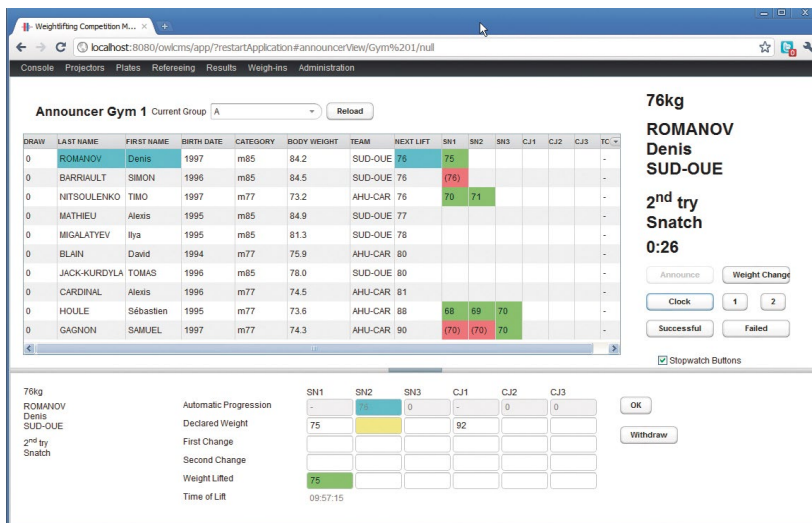 Weightlifting Competition M...
localhost:8080/owlcms/app/?restartApplication#announcerView/Gym%201/null
Console Projectors Plates Refereeing Results Weigh-ins Administration
Announcer Gym 1 Current Group A Reload
DRAW LAST NAME FIRST NAME BIRTH DATE CATEGORY BODY WEIGHT TEAM NEXT LIFT SN1 SN2 SN3 CJ1 CJ2 CJ3 TC
0 ROMANOV Denis 1997 m85 84.2 SUD-OUE 76 75 -
0 BARRIAULT SIMON 1996 m85 84.5 SUD-OUE 76 (76) -
0 NITSOULENKO TIMO 1997 m77 73.2 AHU-CAR 76 70 71 -
0 MATHIEU Alexis 1995 m85 84.9 SUD-OUE 77 -
0 MIGALATYEV Ilya 1995 m85 81.3 SUD-OUE 78 -
0 BLAIN David 1994 m77 75.9 AHU-CAR 80 -
0 JACK-KURDYLA TOMAS 1996 m85 78.0 SUD-OUE 80 -
0 CARDINAL Alexis 1996 m77 74.5 AHU-CAR 81 -
0 HOULE Sébastien 1995 m77 73.6 AHU-CAR 88 68 69 70 -
0 GAGNON SAMUEL 1997 m77 74.3 AHU-CAR 90 (70) (70) 70 -
76kg
ROMANOV
Denis
SUD-OUE
2nd try
Snatch
0:26
Announce Weight Change
Clock 1 2
Successful Failed
Stopwatch Buttons
76kg
ROMANOV
Denis
SUD-OUE
2nd try
Snatch
SN1 SN2 SN3 CJ1 CJ2 CJ3
Automatic Progression - 76 0 - 0 0
Declared Weight 75 92
First Change
Second Change
Weight Lifted 75
Time of Lift 09:57:15
OK
Withdraw